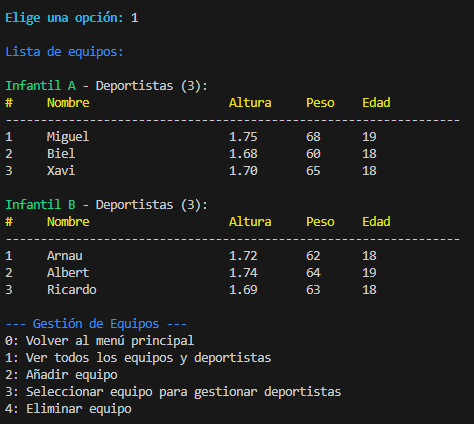 Elige una opción: 1
Lista de equipos:
Infantil A - Deportistas (3):
# Nombre Altura Peso Edad
-----------------------------------------------------------------
1 Miguel 1.75 68 19
2 Biel 1.68 60 18
3 Xavi 1.70 65 18
Infantil B - Deportistas (3):
# Nombre Altura Peso Edad
-----------------------------------------------------------------
1 Arnau 1.72 62 18
2 Albert 1.74 64 19
3 Ricardo 1.69 63 18
--- Gestión de Equipos ---
0: Volver al menú principal
1: Ver todos los equipos y deportistas
2: Añadir equipo
3: Seleccionar equipo para gestionar deportistas
4: Eliminar equipo